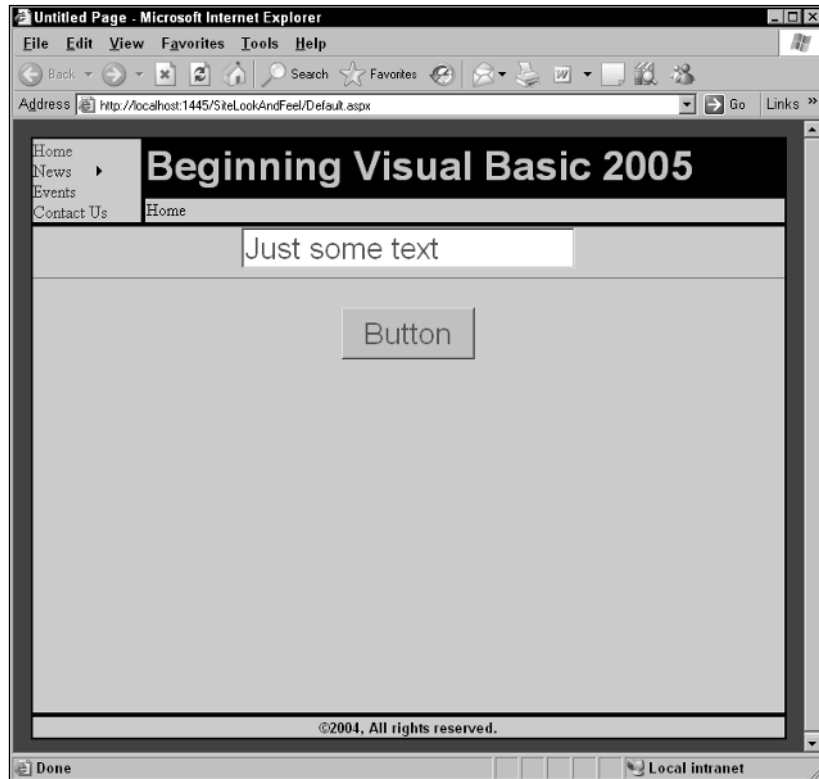 Untitled Page - Microsoft Internet Explorer
File Edit View Favorites Tools Help
Back Search Favorites W
Address http://localhost:1445/SiteLookAndFeel/Default.aspx Go Links »
Home
News
Events
Contact Us
Beginning Visual Basic 2005
Home
Just some text
Button
©2004, All rights reserved.
Done Local intranet